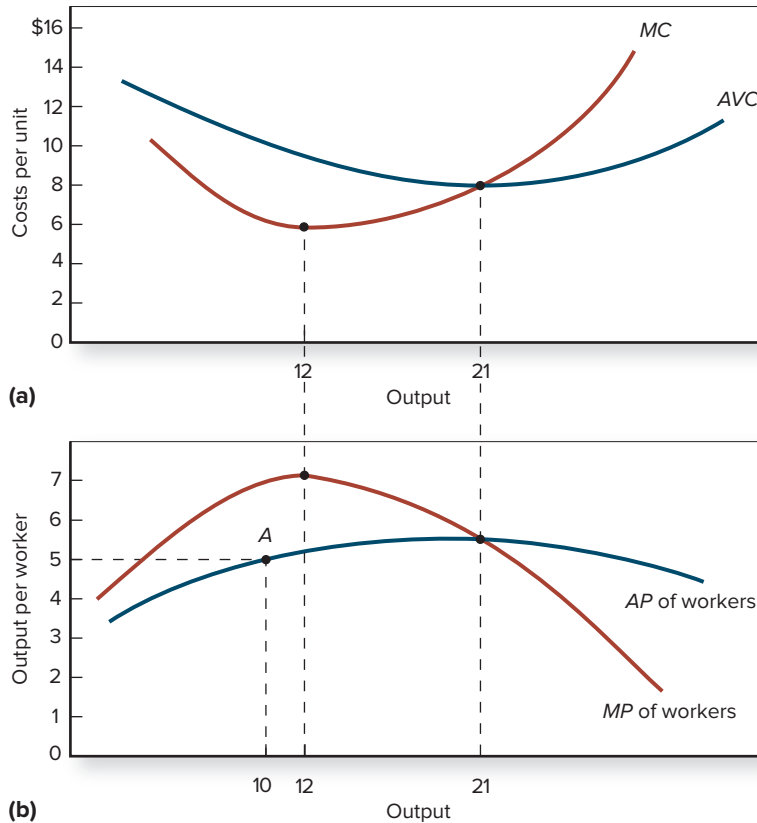 $16
14
12
10
8
6
4
2
0
Costs per unit
MC
AVC
12
21
Output
(a)
7
6
5
4
3
2
1
0
Output per worker
A
AP of workers
MP of workers
10
12
21
Output
(b)